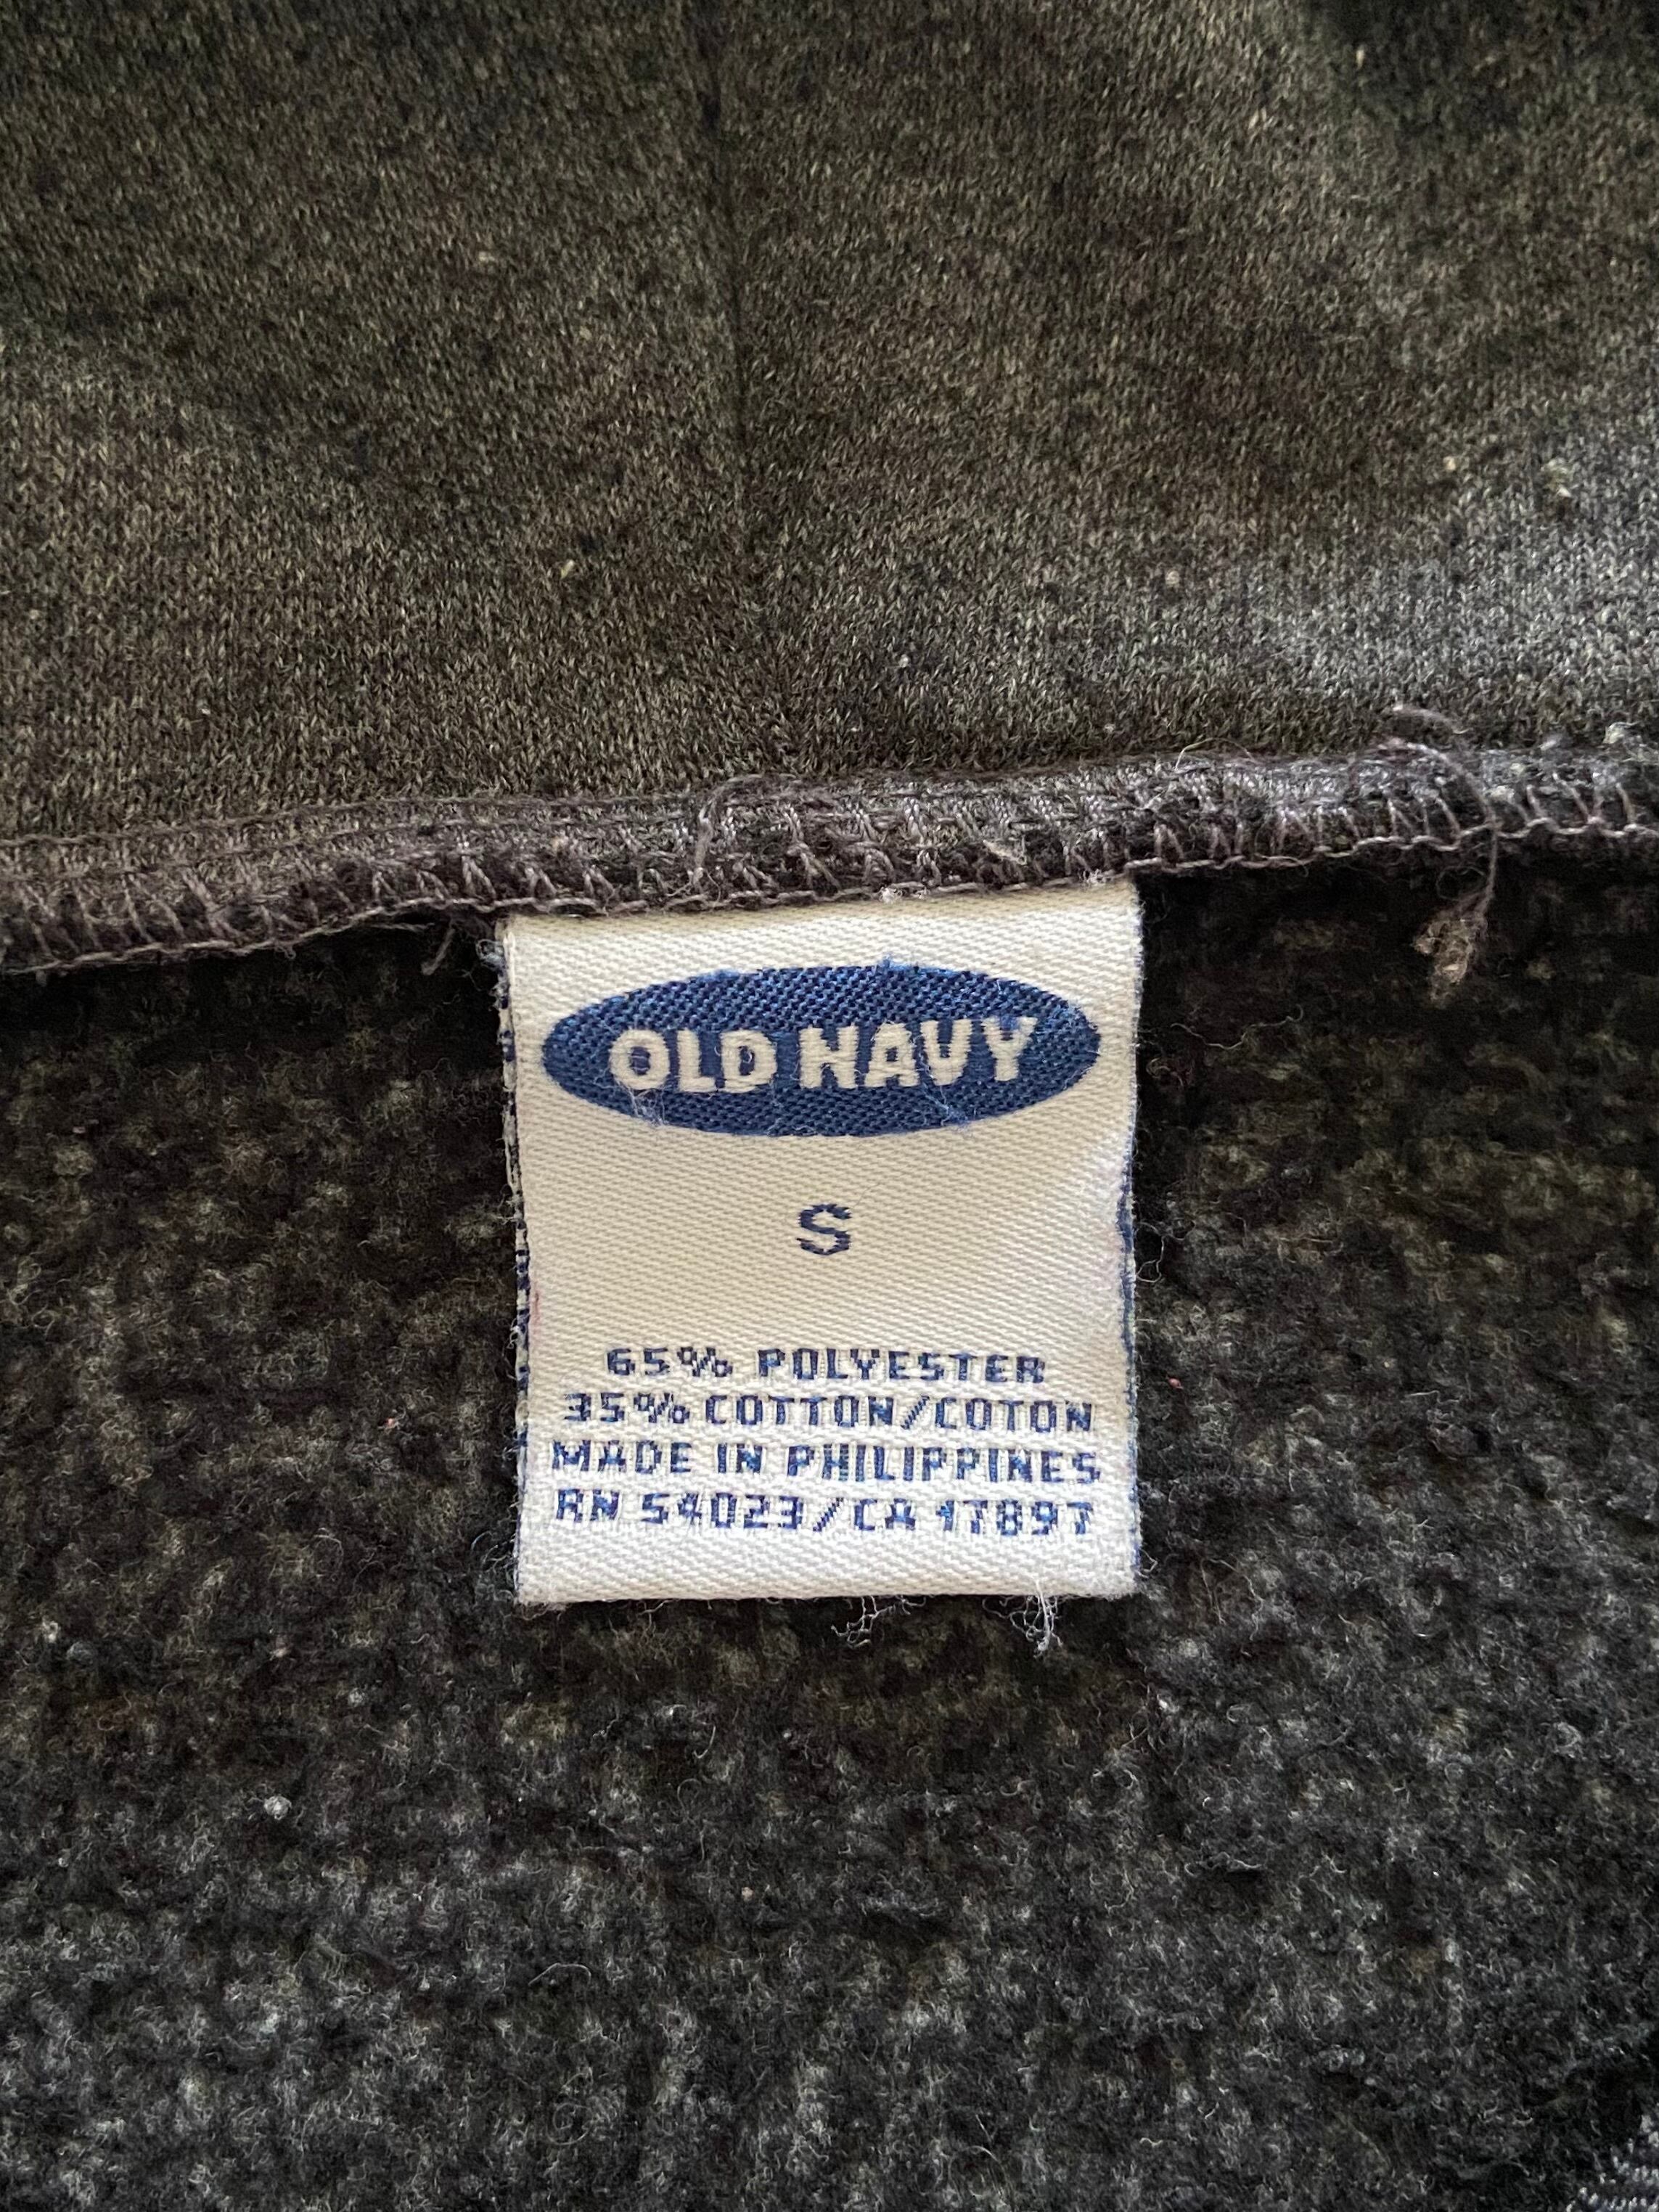 OLD NAVY
S
65% POLYESTER
35% COTTON/COTON
MADE IN PHILIPPINES
RN 54023/CA 17897